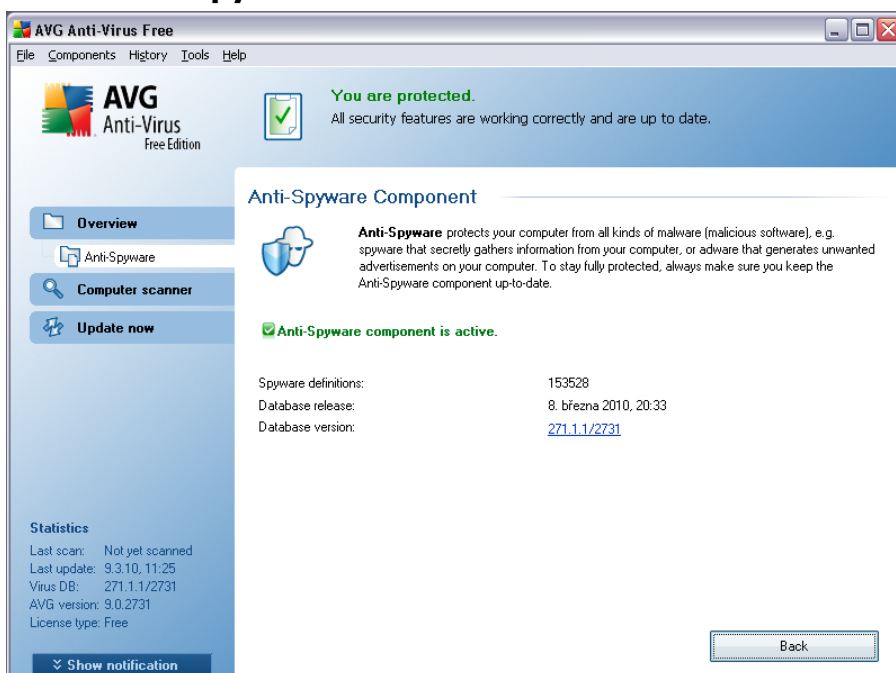 AVG Anti-Virus Free
File Components History Tools Help
AVG
Anti-Virus
Free Edition
You are protected.
All security features are working correctly and are up to date.
Overview
Anti-Spyware
Computer scanner
Update now
Anti-Spyware Component
Anti-Spyware protects your computer from all kinds of malware (malicious software), e.g.
spyware that secretly gathers information from your computer, or adware that generates unwanted
advertisements on your computer. To stay fully protected, always make sure you keep the
Anti-Spyware component up-to-date.
Anti-Spyware component is active.
Spyware definitions: 153528
Database release: 8. března 2010, 20:33
Database version: 271.1.1/2731
Statistics
Last scan: Not yet scanned
Last update: 9.3.10, 11:25
Virus DB: 271.1.1/2731
AVG version: 9.0.2731
License type: Free
Show notification
Back